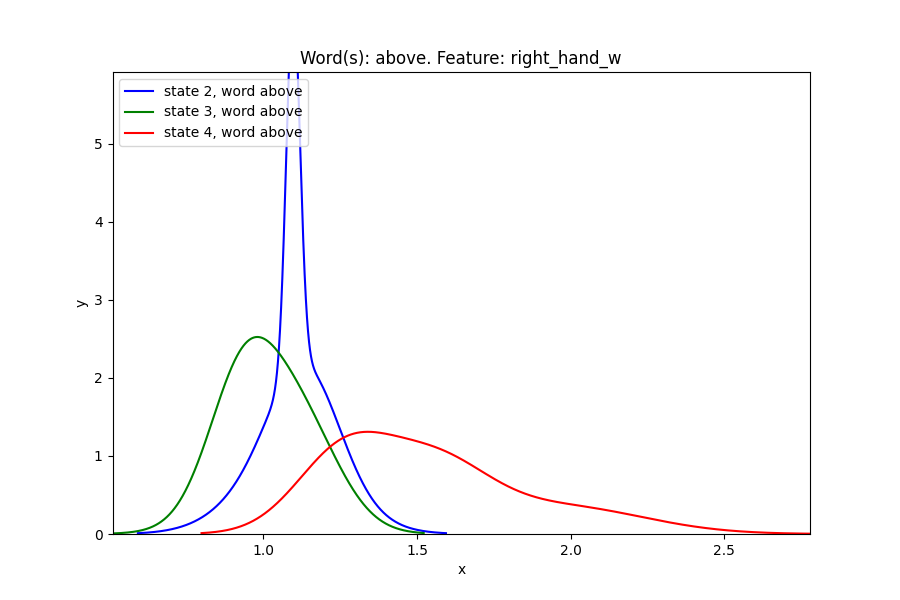 Word(s): above. Feature: right_hand_w
state 2, word above
state 3, word above
state 4, word above
5
4
3
2
1
0
y
1.0 1.5 2.0 2.5
x